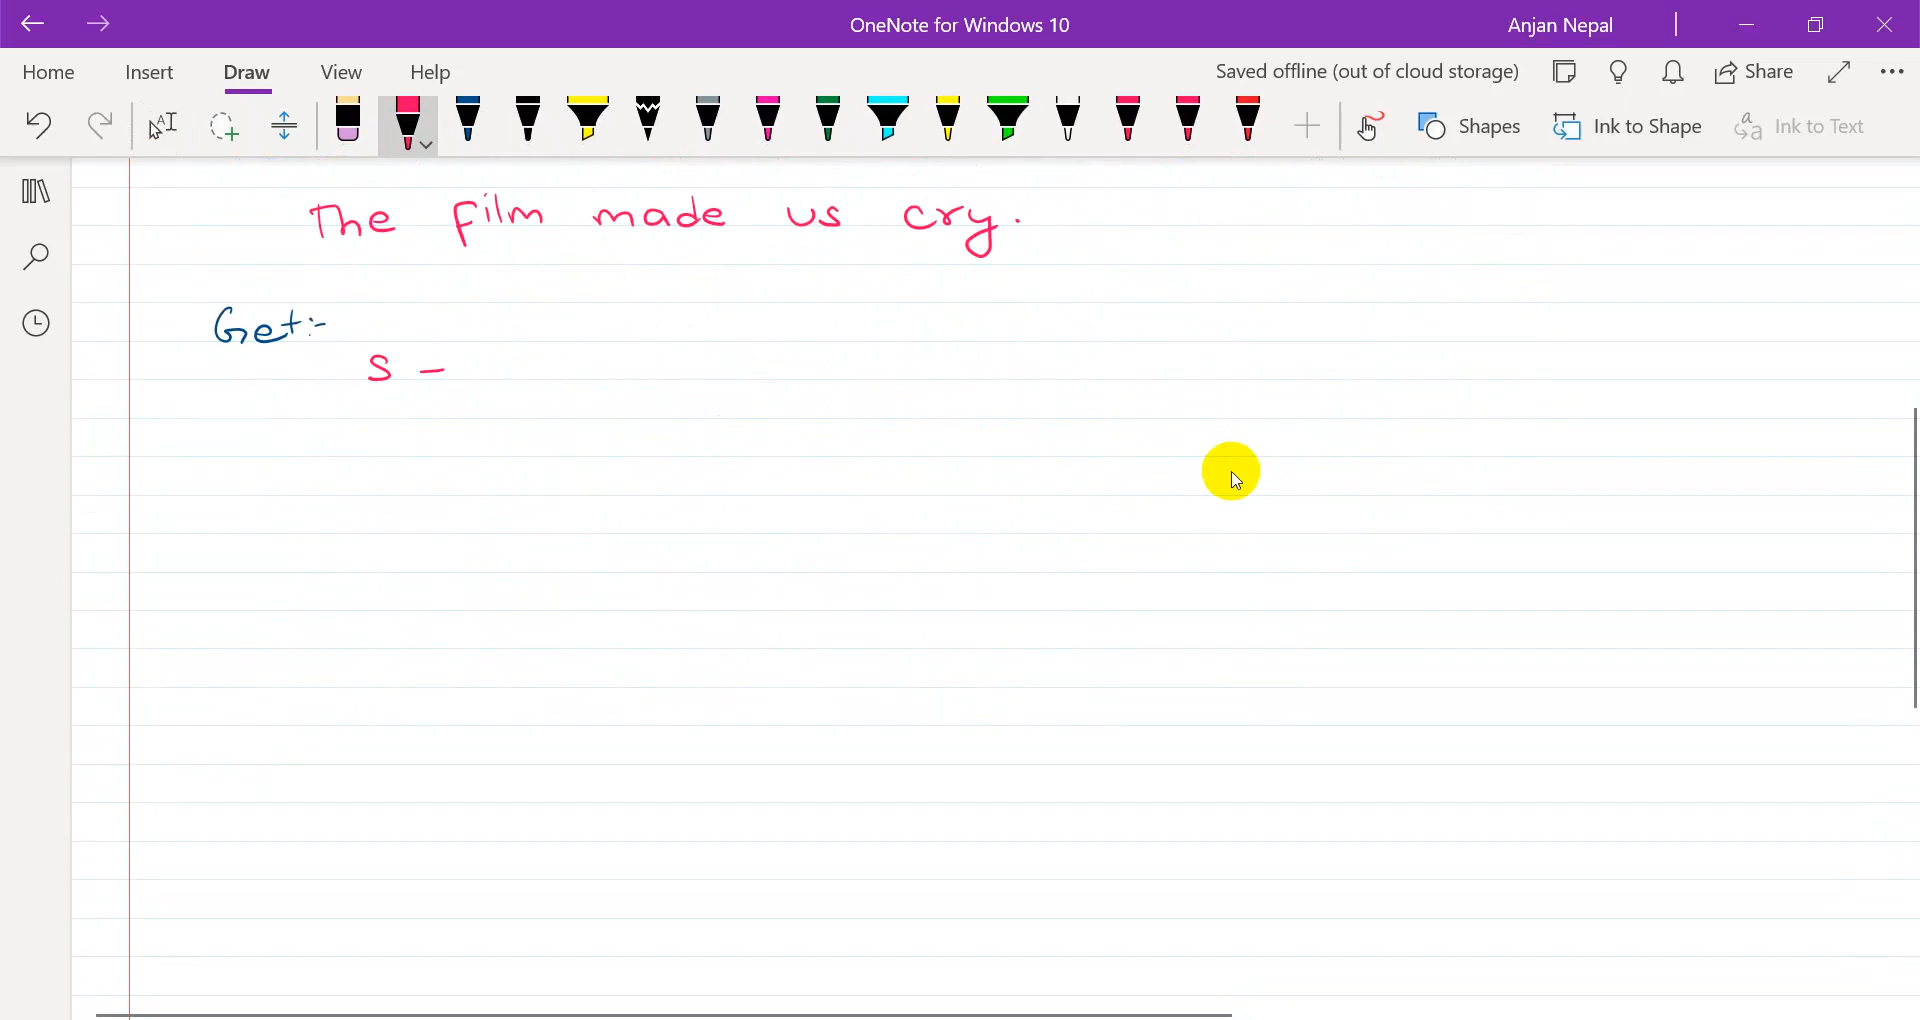 OneNote for Windows 10
Anjan Nepal
Home Insert Draw View Help
Saved offline (out of cloud storage)
Share
Shapes
Ink to Shape
Ink to Text
The film made us cry.
Get:-
S -